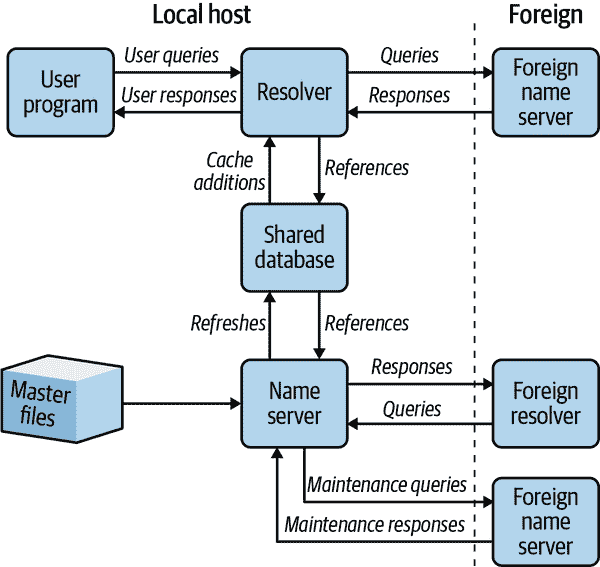 Local host
Foreign
User queries
Queries
User
program
Resolver
Foreign
name
server
User responses
Responses
Cache
additions
References
Shared
database
Refreshes
References
Responses
Master
files
Name
server
Foreign
resolver
Queries
Maintenance queries
Maintenance responses
Foreign
name
server